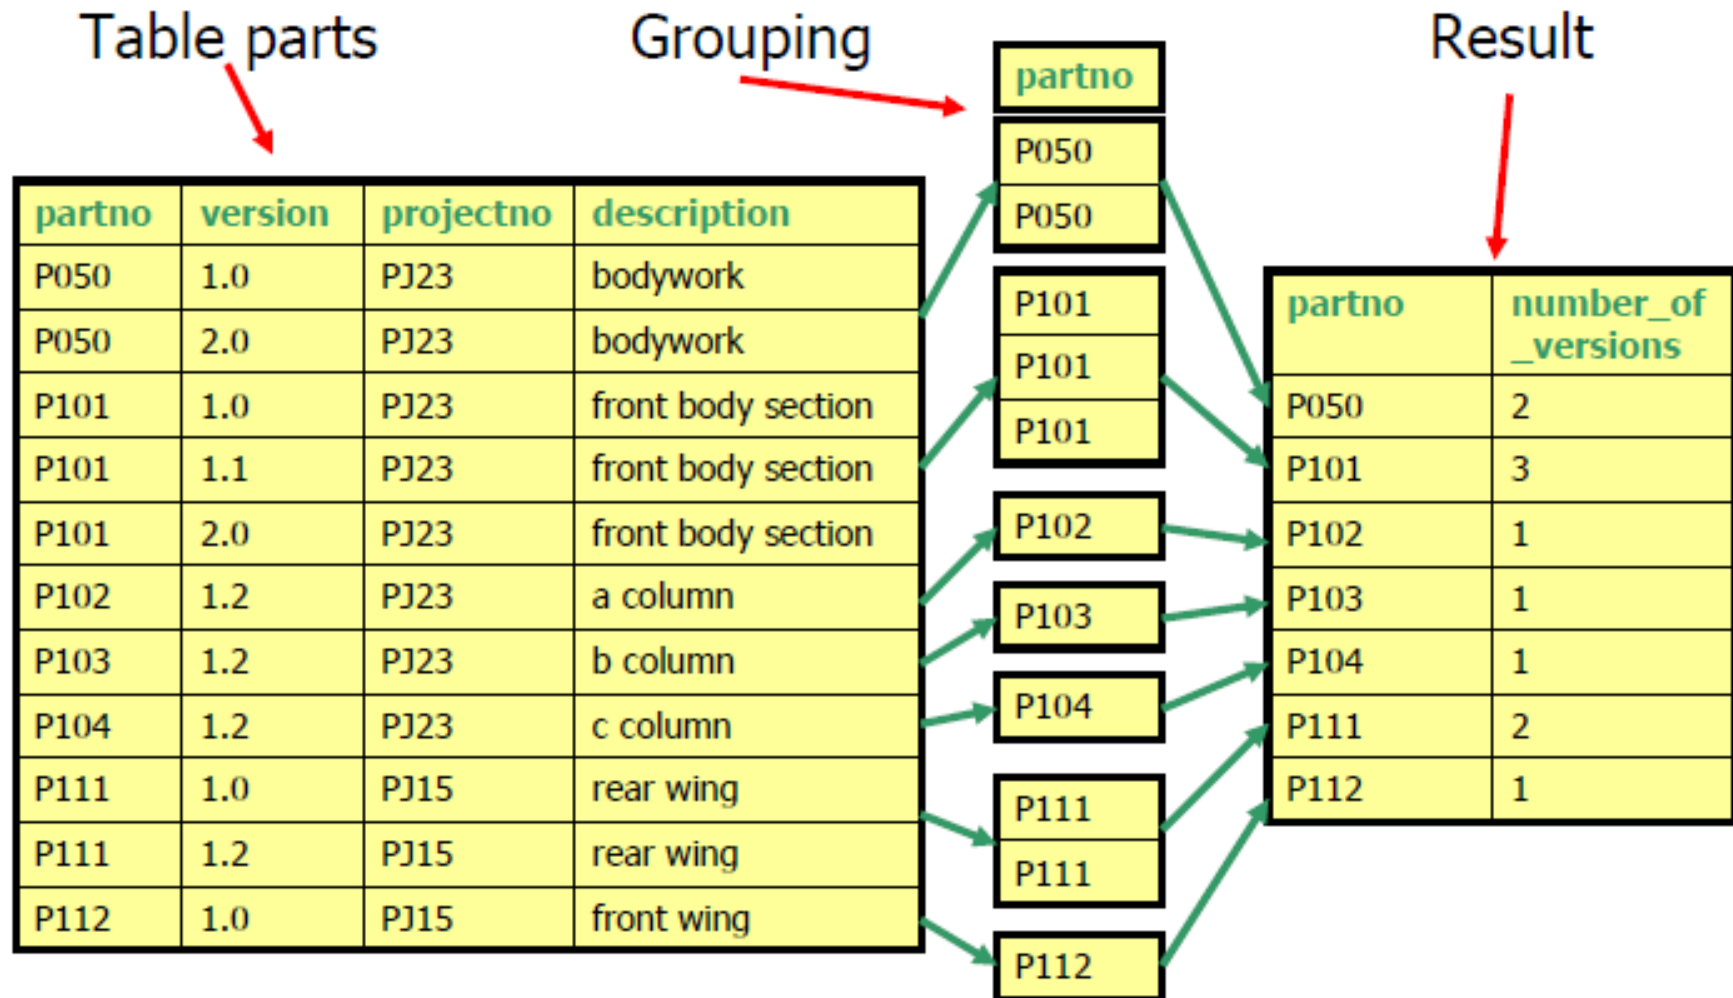 Table parts
Grouping
Result
partno version projectno description
P050 1.0 PJ23 bodywork
P050 2.0 PJ23 bodywork
P101 1.0 PJ23 front body section
P101 1.1 PJ23 front body section
P101 2.0 PJ23 front body section
P102 1.2 PJ23 a column
P103 1.2 PJ23 b column
P104 1.2 PJ23 c column
P111 1.0 PJ15 rear wing
P111 1.2 PJ15 rear wing
P112 1.0 PJ15 front wing
partno
P050
P050
P101
P101
P101
P102
P103
P104
P111
P111
P112
partno number_of
_versions
P050 2
P101 3
P102 1
P103 1
P104 1
P111 2
P112 1